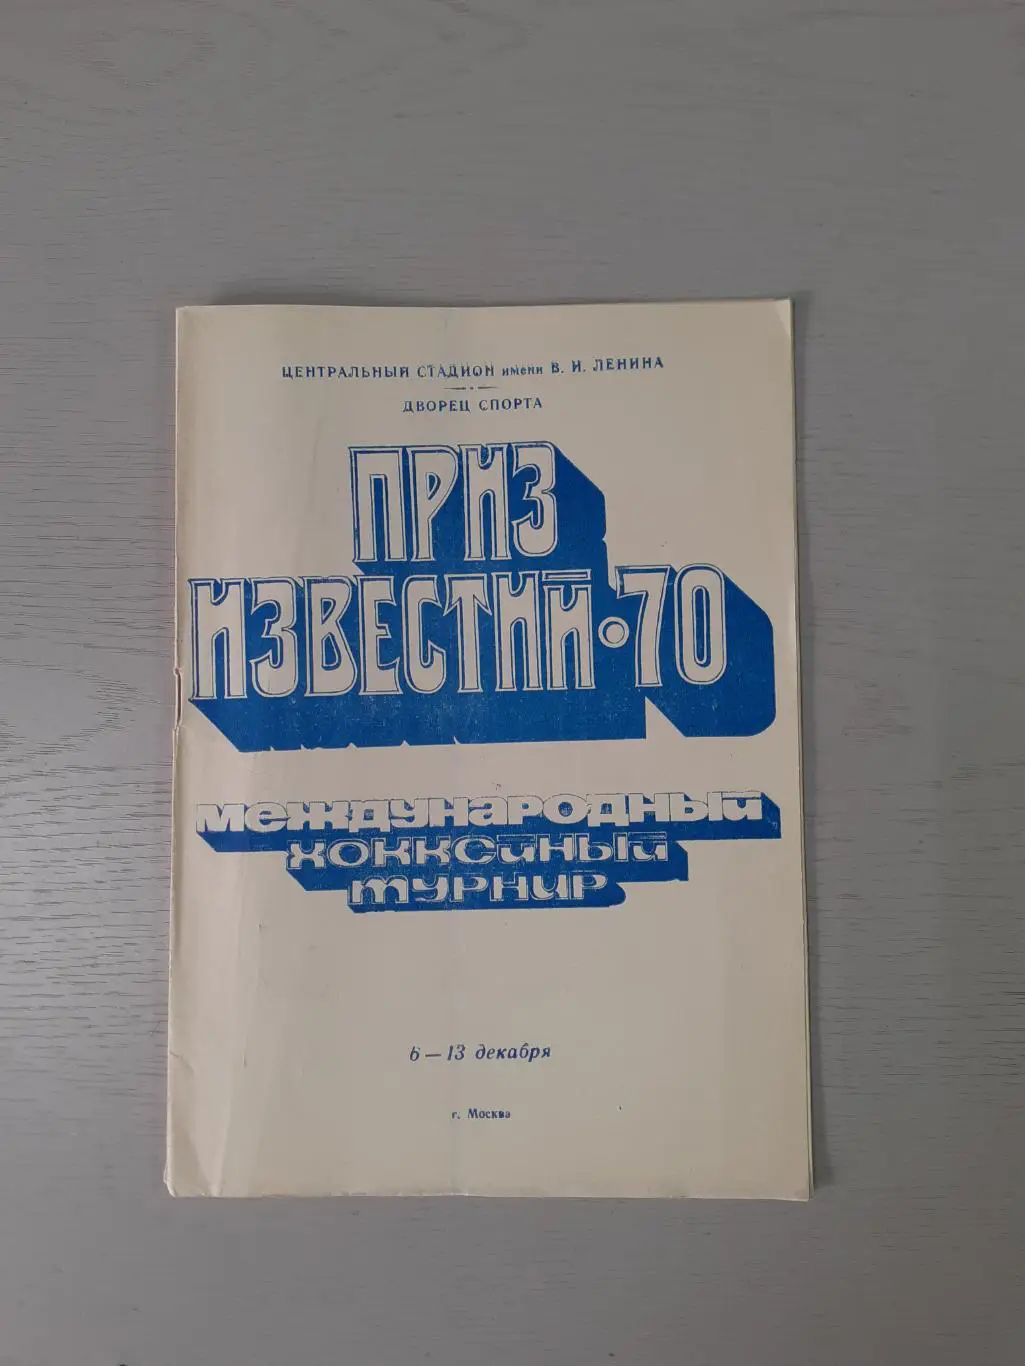 ЦЕНТРАЛЬНЫЙ СТАДИОН имени В. И. ЛЕНИНА
ДВОРЕЦ СПОРТА
ПРИЗ
ИЗВЕСТИЙ·70
международный
хоккейный
турнир
6—13 декабря
г. Москва